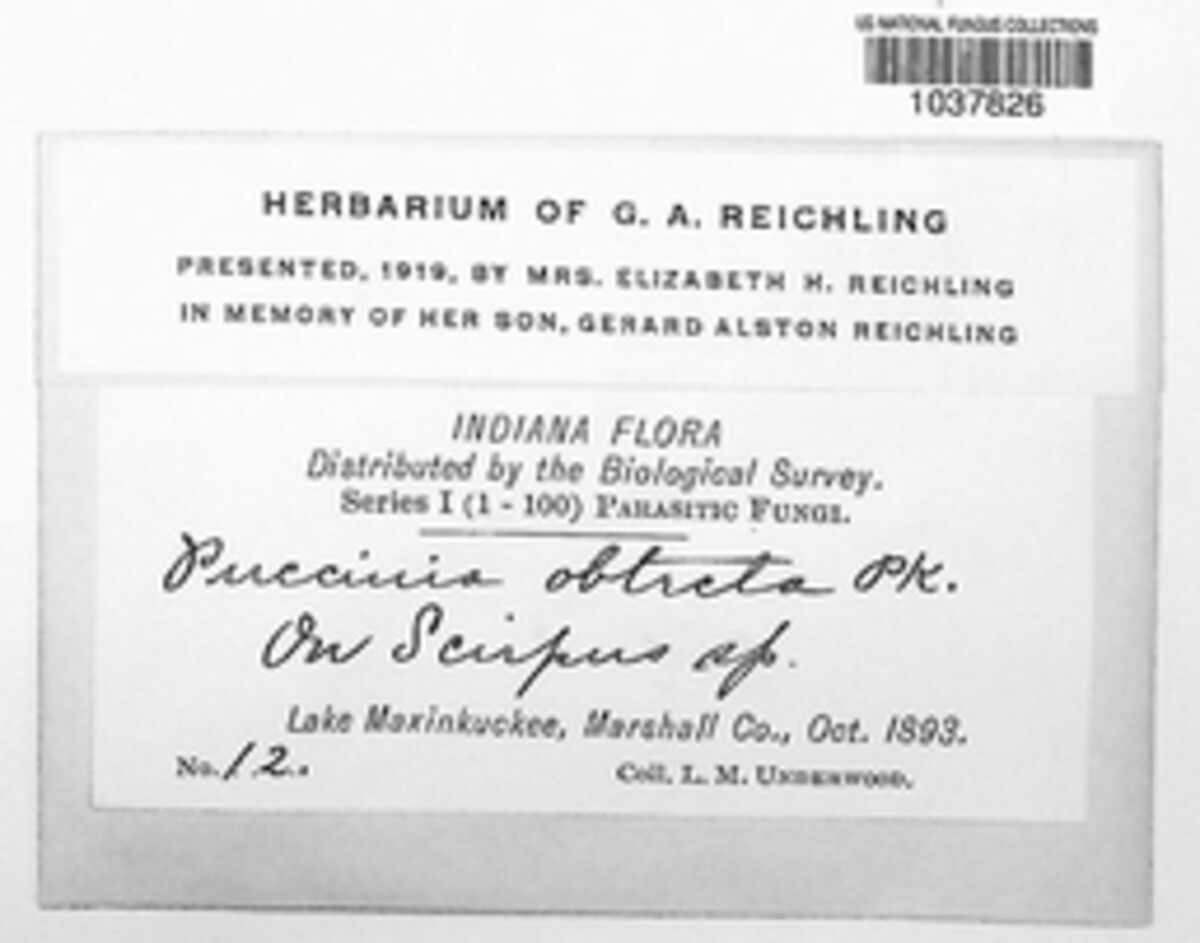 US NATIONAL FUNGUS COLLECTIONS
1037826
HERBARIUM OF G. A. REICHLING
PRESENTED, 1919, BY MRS. ELIZABETH H. REICHLING
IN MEMORY OF HER SON, GERARD ALSTON REICHLING
INDIANA FLORA
Distributed by the Biological Survey.
Series I (1 - 100) PARASITIC FUNGI.
Puccinia obtecta PK.
On Scirpus sp.
Lake Maxinkuckee, Marshall Co., Oct. 1893.
No. 12.
Coll. L. M. UNDERWOOD.